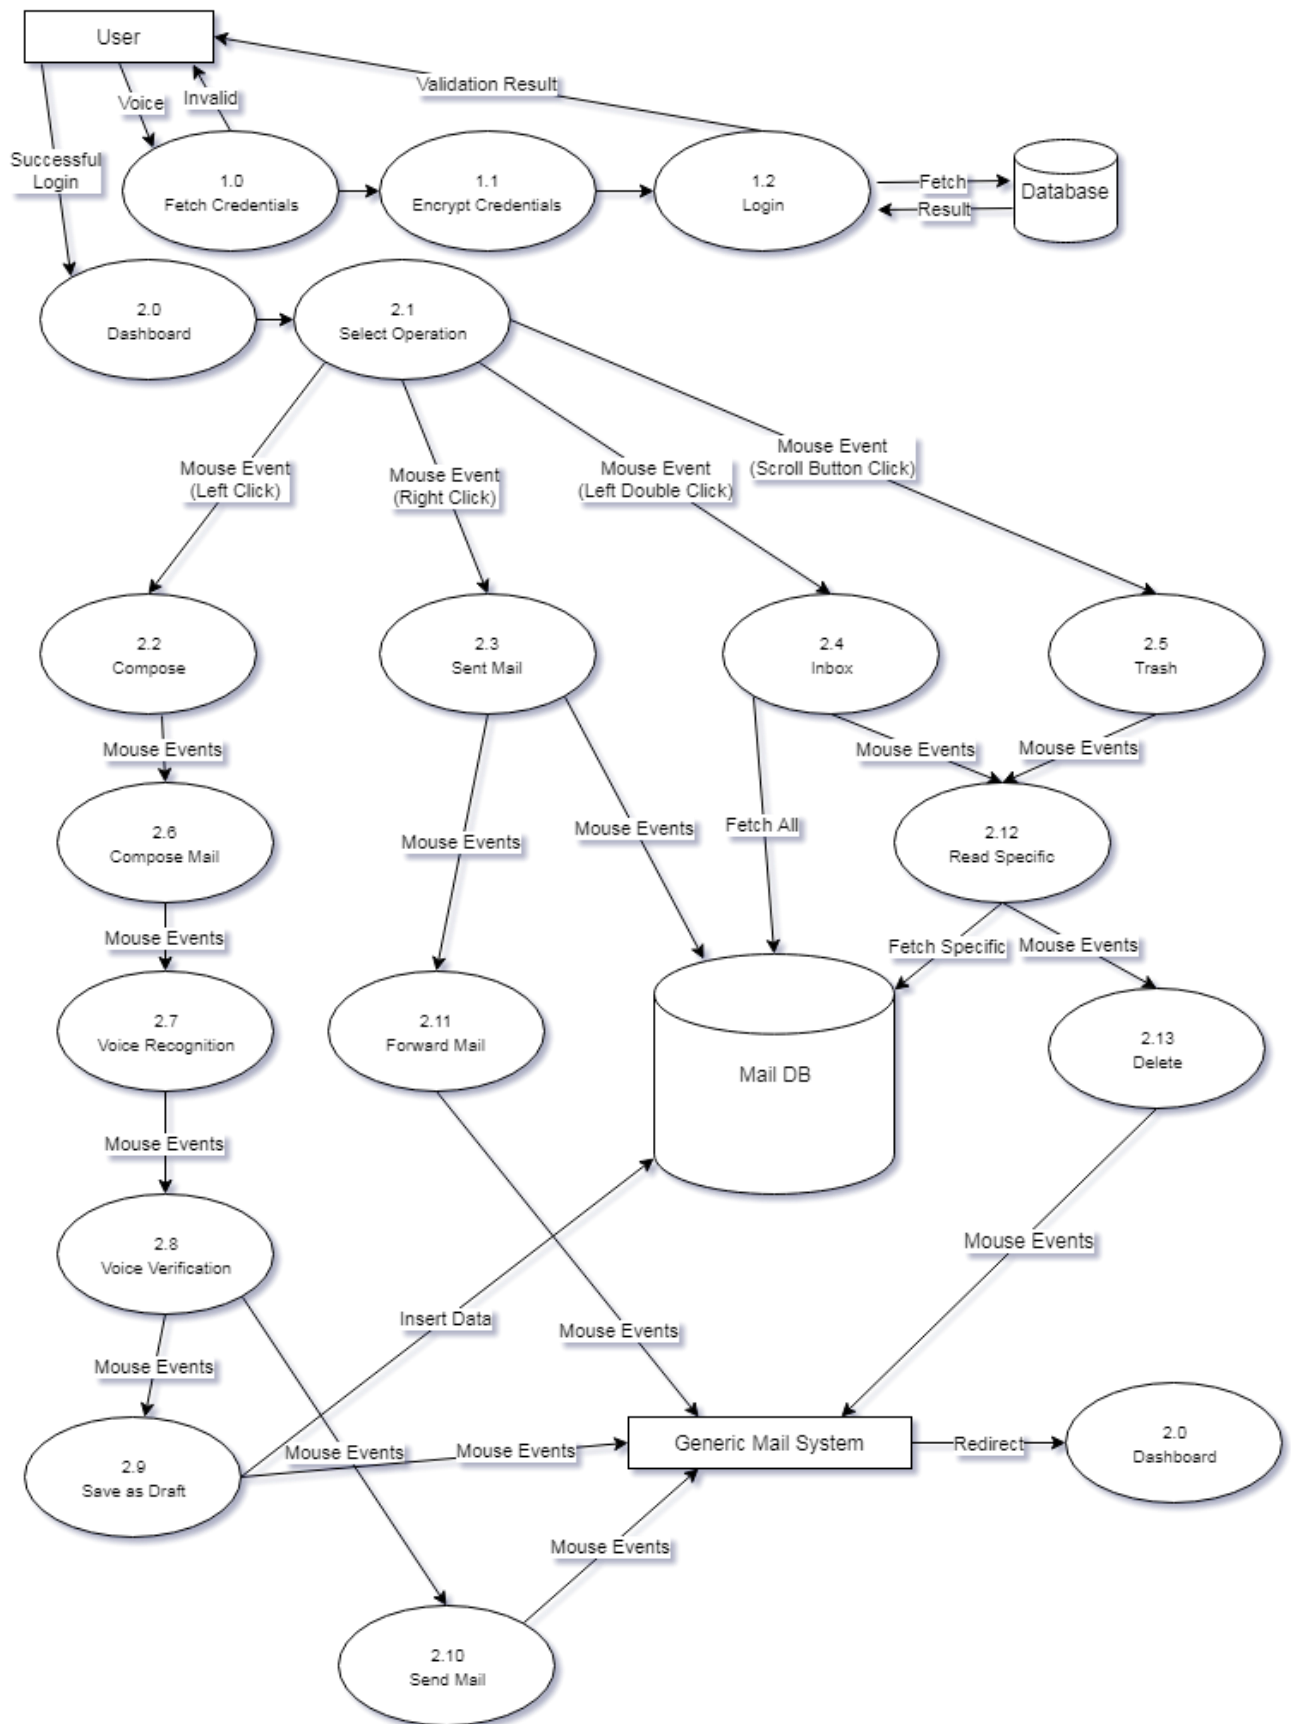 User
Validation Result
Voice
Invalid
Successful
Login
1.0
Fetch Credentials
1.1
Encrypt Credentials
1.2
Login
Fetch
Result
Database
2.0
Dashboard
2.1
Select Operation
Mouse Event
(Left Click)
Mouse Event
(Right Click)
Mouse Event
(Left Double Click)
Mouse Event
(Scroll Button Click)
2.2
Compose
2.3
Sent Mail
2.4
Inbox
2.5
Trash
Mouse Events
Mouse Events
Mouse Events
2.6
Compose Mail
Mouse Events
Mouse Events
Fetch All
2.12
Read Specific
Mouse Events
Fetch Specific
Mouse Events
2.7
Voice Recognition
2.11
Forward Mail
Mail DB
2.13
Delete
Mouse Events
2.8
Voice Verification
Mouse Events
Insert Data
Mouse Events
Mouse Events
2.9
Save as Draft
Mouse Events
Mouse Events
Generic Mail System
Redirect
2.0
Dashboard
Mouse Events
2.10
Send Mail